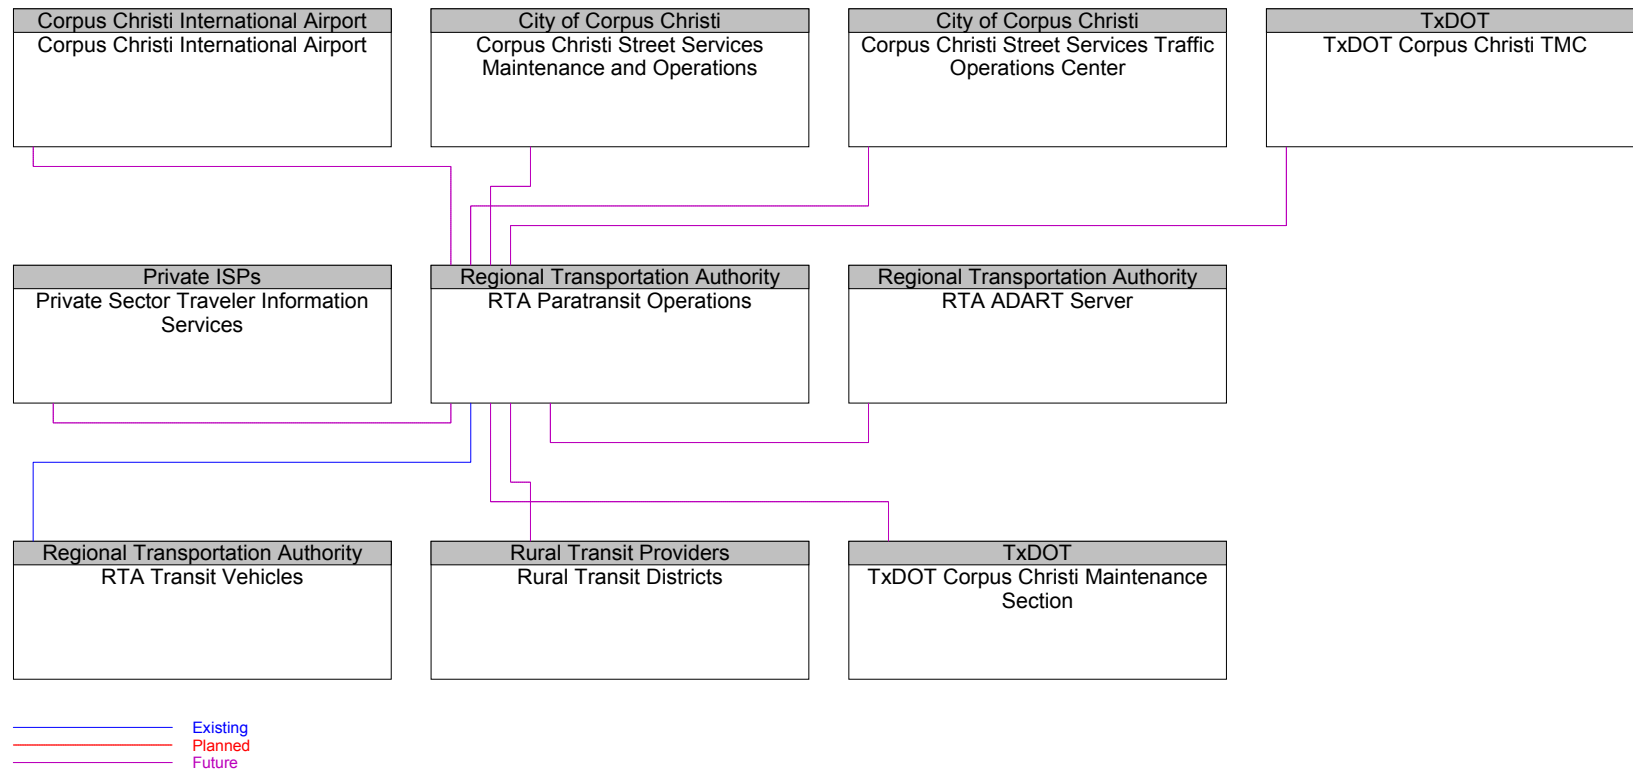 Corpus Christi International Airport
Corpus Christi International Airport
City of Corpus Christi
Corpus Christi Street Services
Maintenance and Operations
City of Corpus Christi
Corpus Christi Street Services Traffic
Operations Center
TxDOT
TxDOT Corpus Christi TMC
Private ISPs
Private Sector Traveler Information
Services
Regional Transportation Authority
RTA Paratransit Operations
Regional Transportation Authority
RTA ADART Server
Regional Transportation Authority
RTA Transit Vehicles
Rural Transit Providers
Rural Transit Districts
TxDOT
TxDOT Corpus Christi Maintenance
Section
Existing
Planned
Future